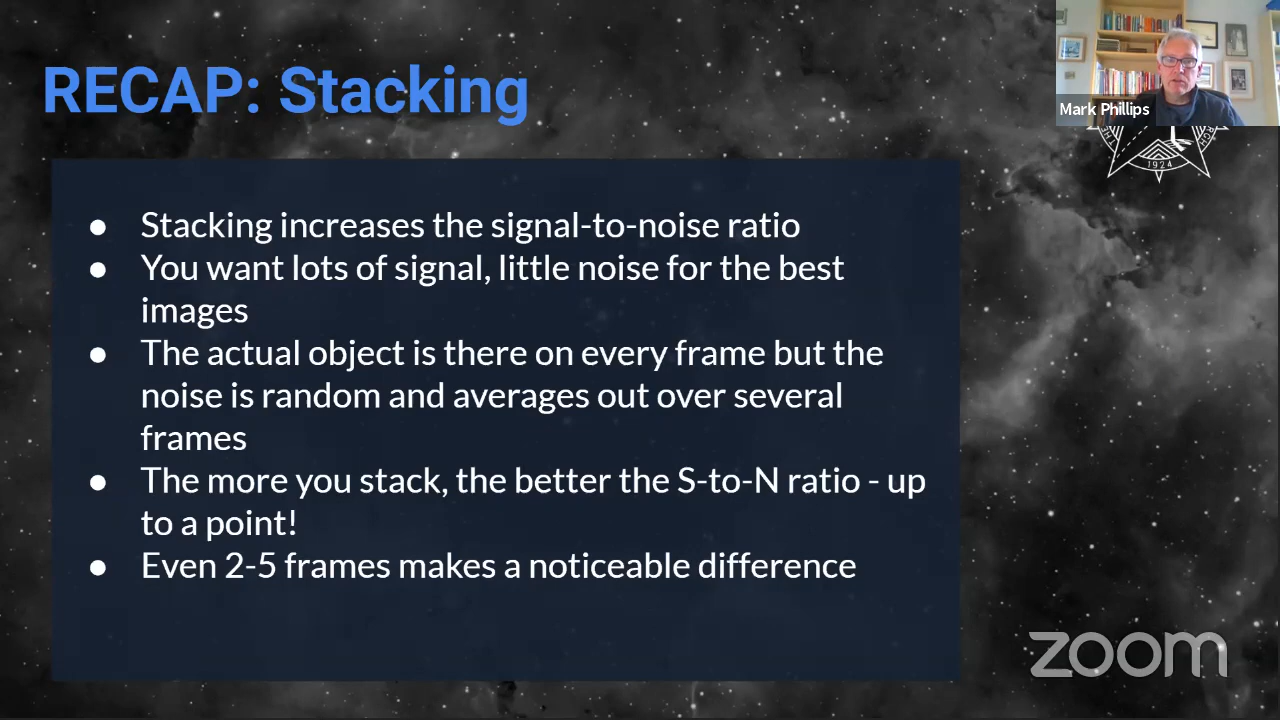 RECAP: Stacking
Mark Phillips
1924
● Stacking increases the signal-to-noise ratio
● You want lots of signal, little noise for the best
images
● The actual object is there on every frame but the
noise is random and averages out over several
frames
● The more you stack, the better the S-to-N ratio - up
to a point!
● Even 2-5 frames makes a noticeable difference
zoom